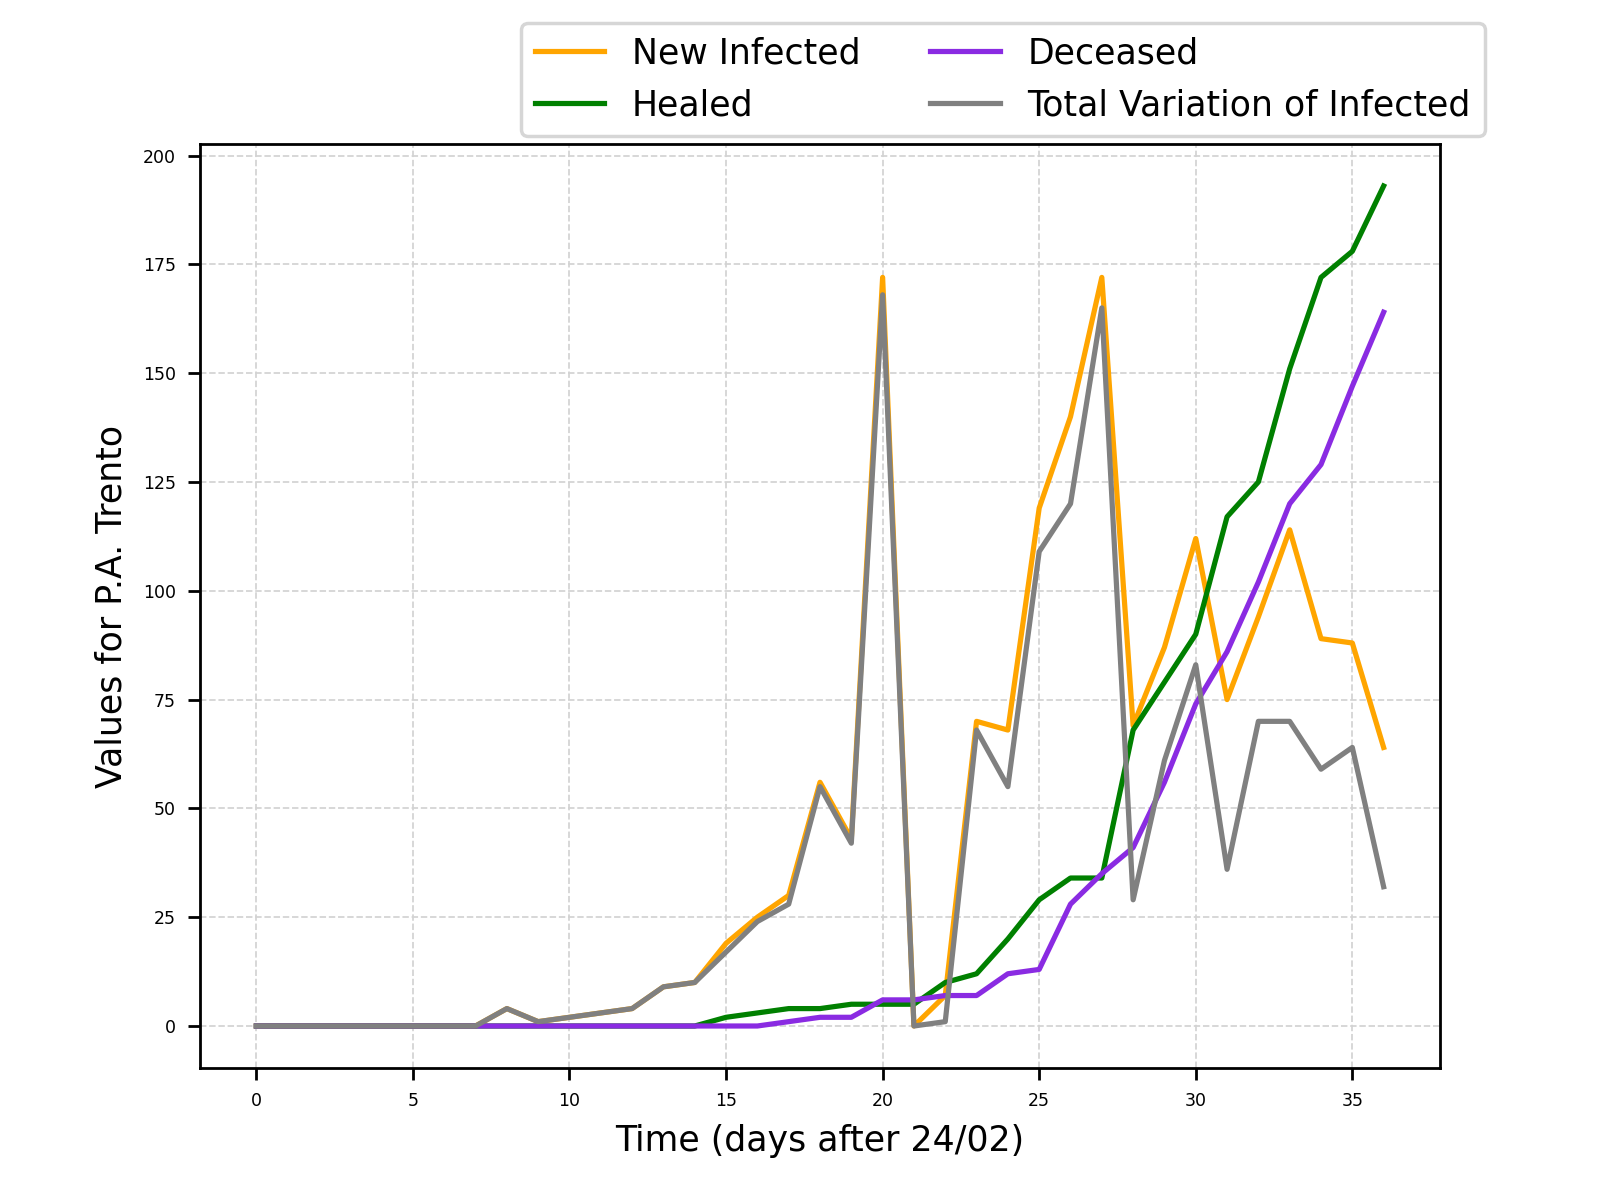 New Infected
Healed
Deceased
Total Variation of Infected
200
175
150
125
100
75
50
25
0
Values for P.A. Trento
0 5 10 15 20 25 30 35
Time (days after 24/02)